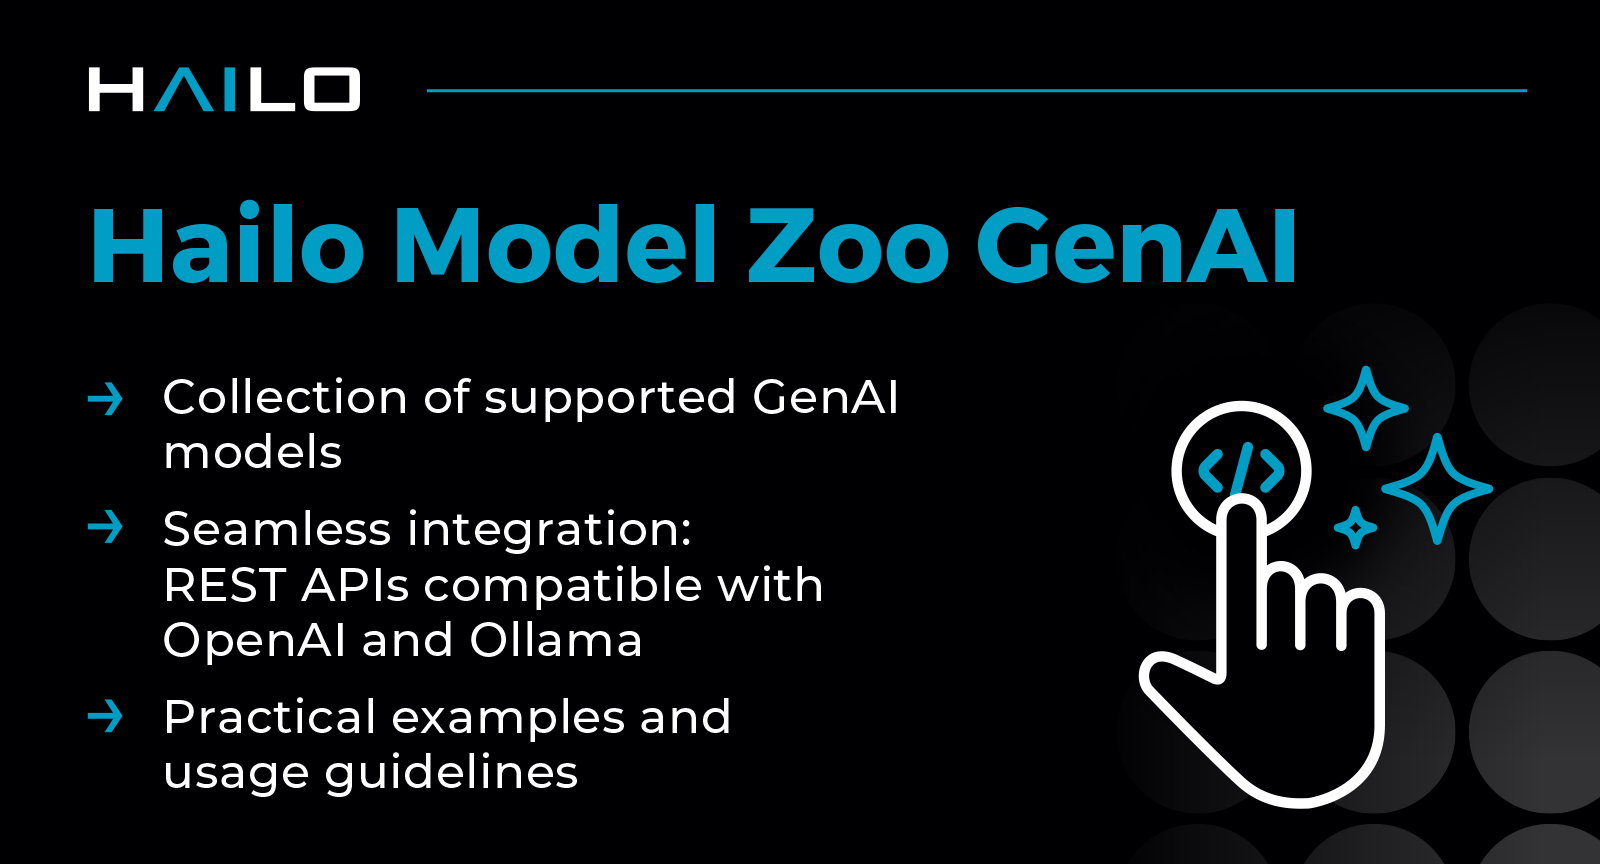 HAILO
Hailo Model Zoo GenAI
Collection of supported GenAI
models
Seamless integration:
REST APIs compatible with
OpenAI and Ollama
Practical examples and
usage guidelines
</>